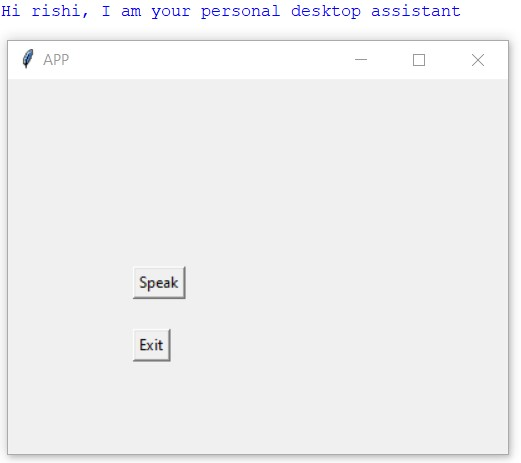 Hi rishi, I am your personal desktop assistant
APP
Speak
Exit